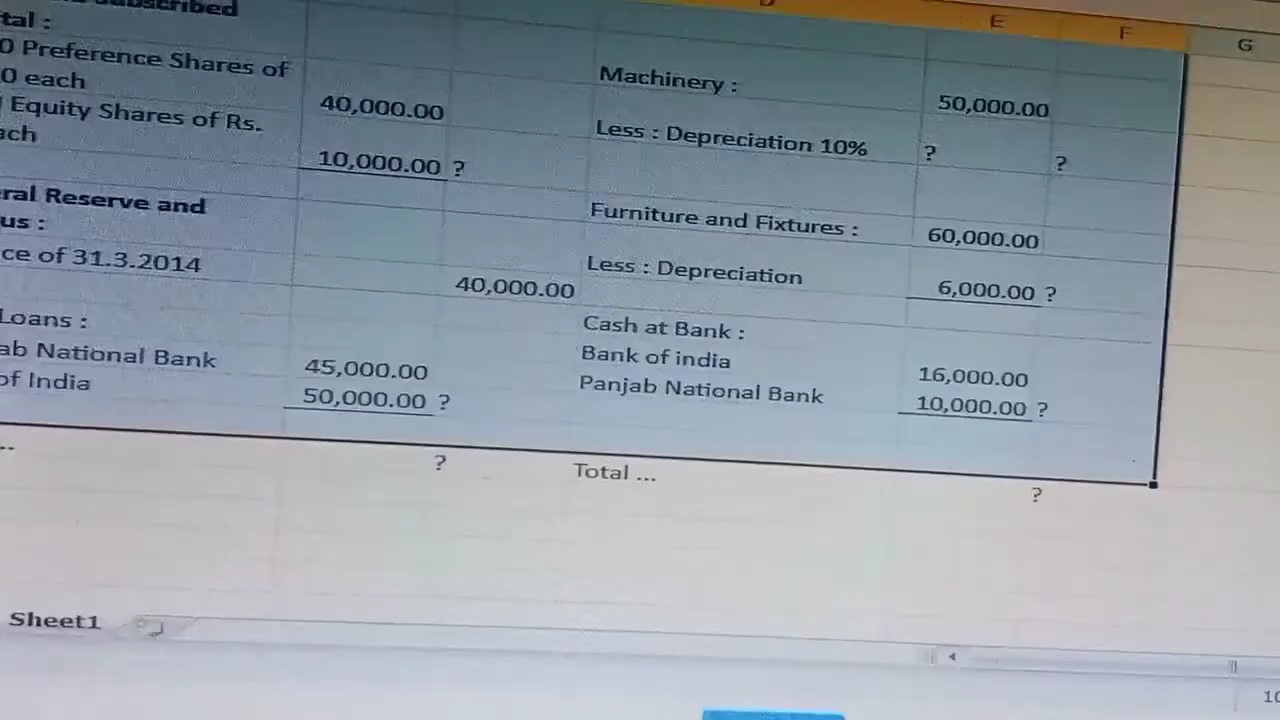 subscribed
D
E
F
G
tal :
0 Preference Shares of
0 each
40,000.00
Machinery :
50,000.00
Equity Shares of Rs.
ach
10,000.00 ?
Less : Depreciation 10%
?
?
ral Reserve and
us :
Furniture and Fixtures :
60,000.00
ce of 31.3.2014
40,000.00
Less : Depreciation
6,000.00 ?
Loans :
Cash at Bank :
ab National Bank
45,000.00
Bank of india
16,000.00
of India
50,000.00 ?
Panjab National Bank
10,000.00 ?
..
?
Total ...
?
Sheet1
10